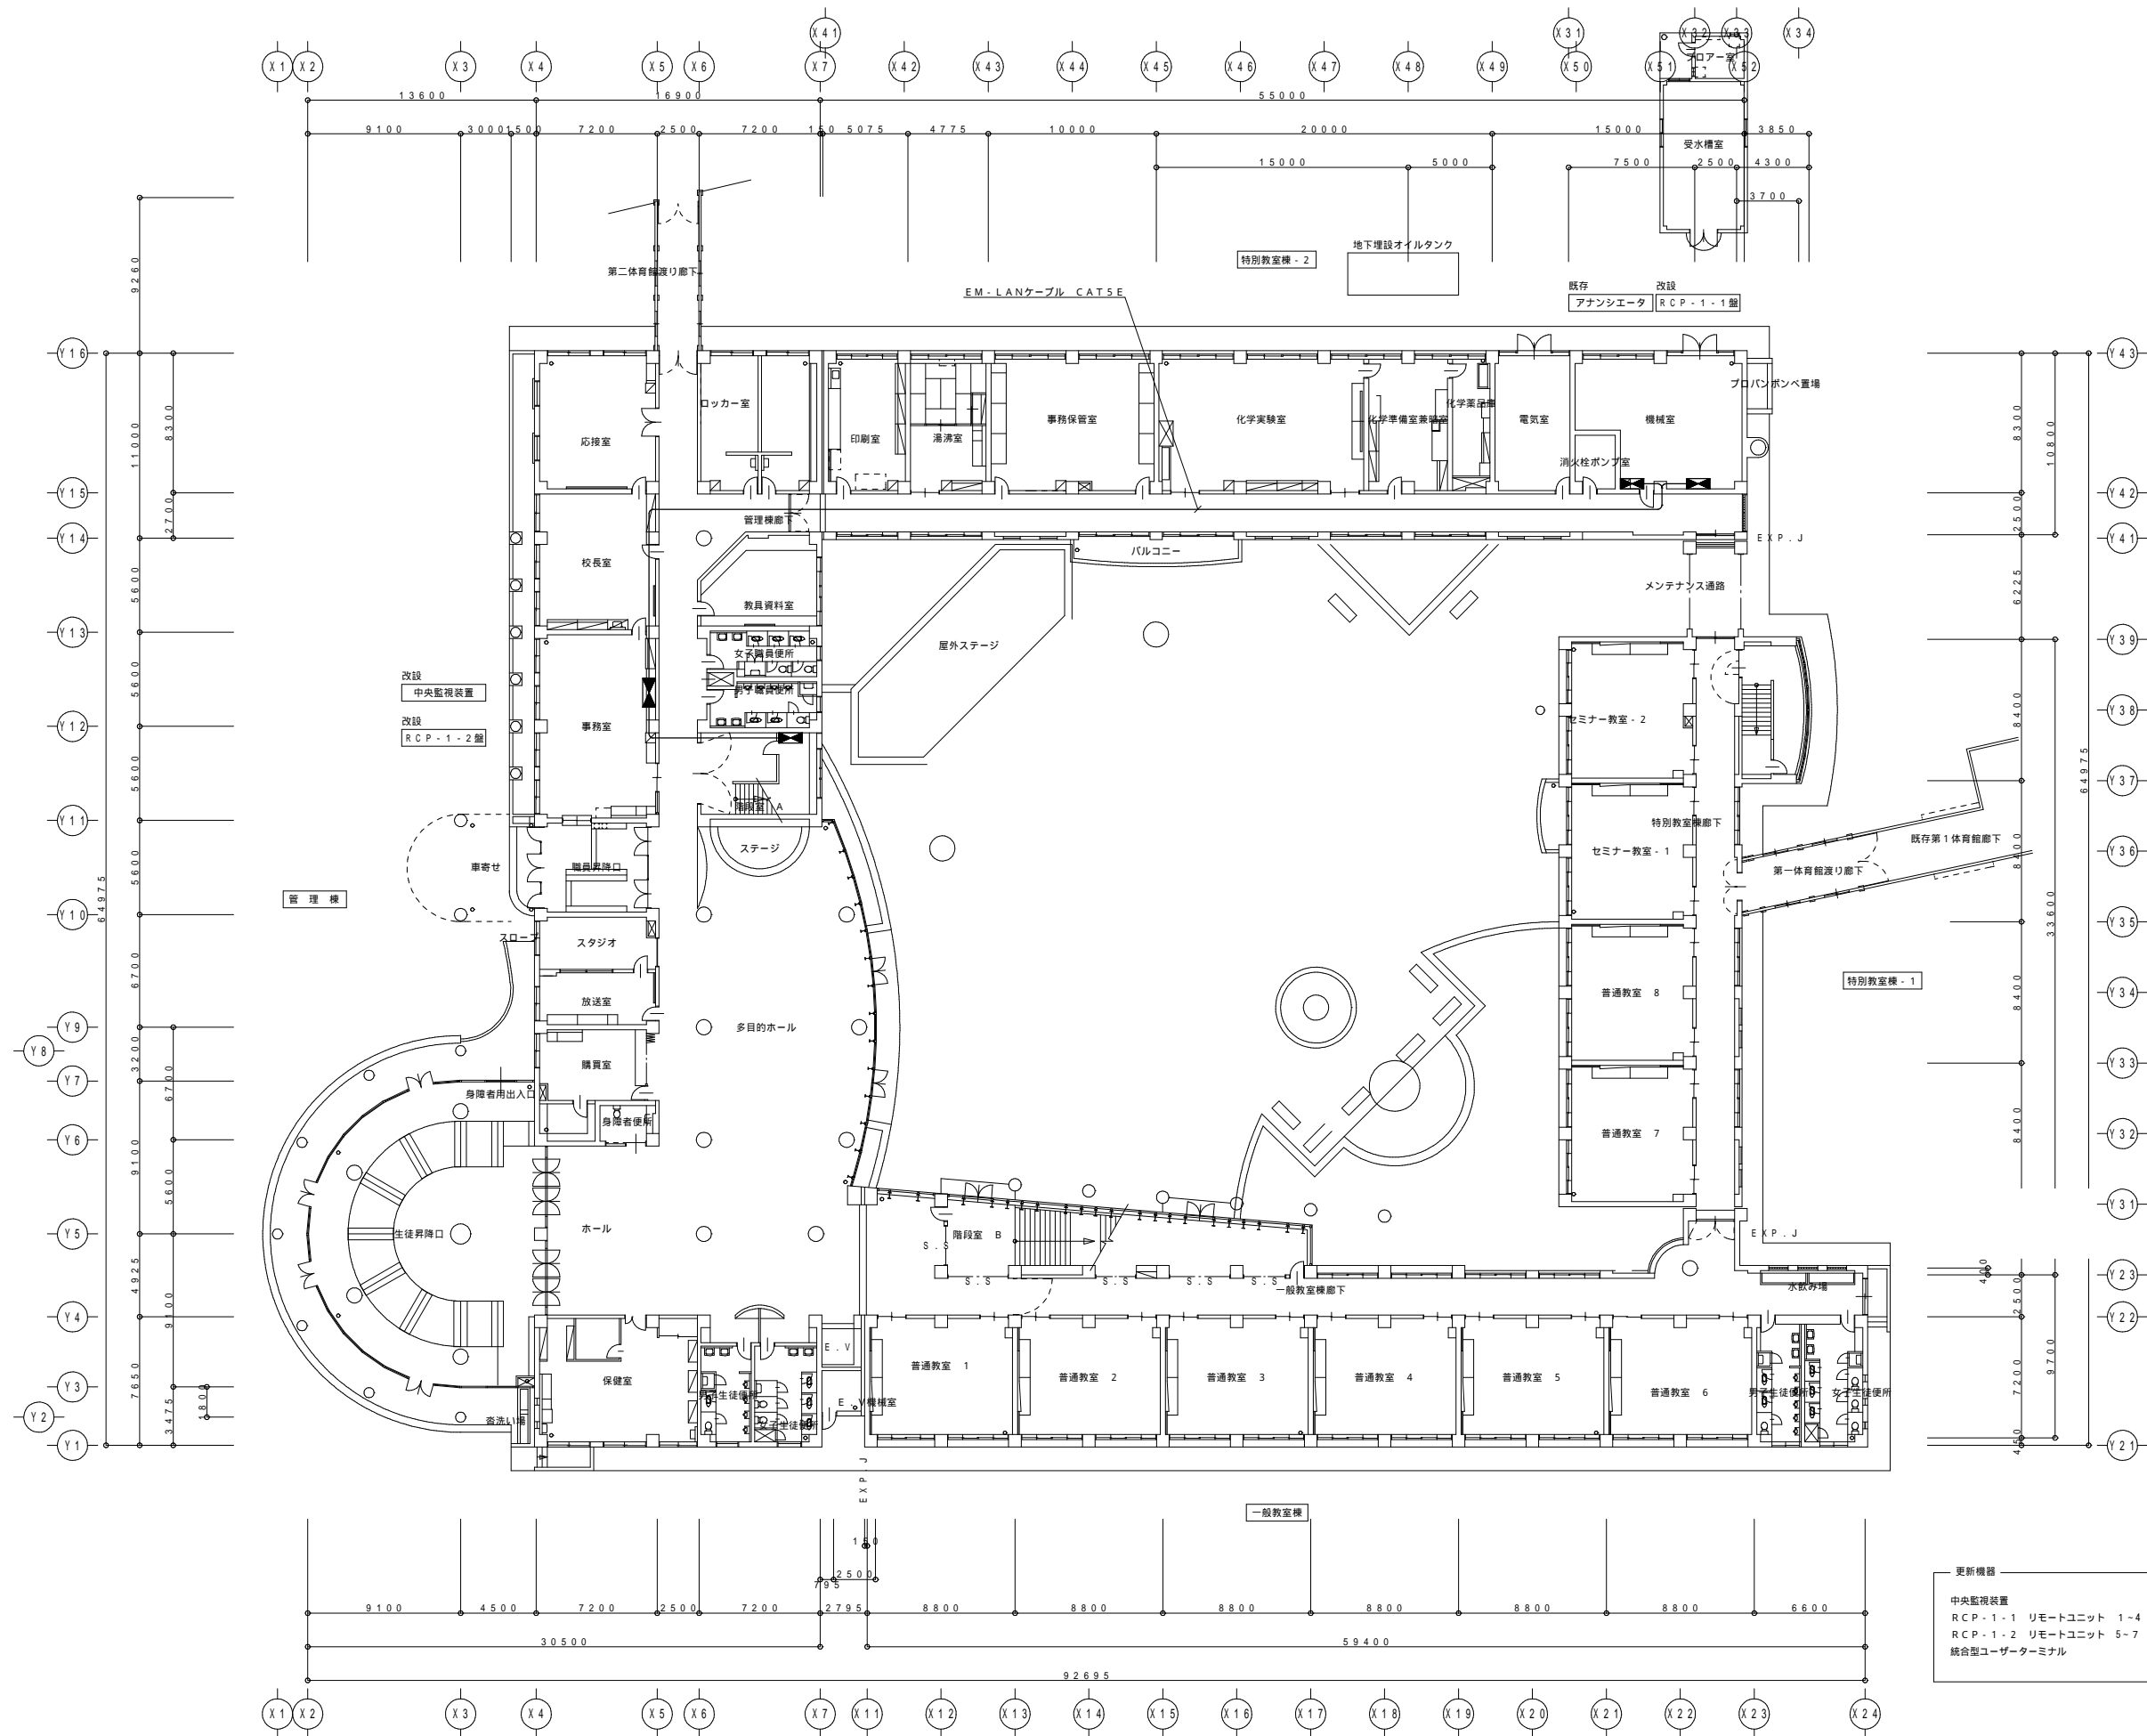 X41
X31
X32
X33
X34
X1
X2
X3
X4
X5
X6
X7
X42
X43
X44
X45
X46
X47
X48
X49
X50
X51
X52
ブロアー室
13600
16900
55000
9100
3000
1500
7200
2500
7200
150
5075
4775
10000
20000
15000
3850
受水槽室
15000
5000
7500
2500
4300
3700
地下埋設オイルタンク
特別教室棟-2
第二体育館渡り廊下
EM-LANケーブル CAT5E
既存
アナンシエータ
改設
RCP-1-1盤
Y16
Y15
Y14
Y13
Y12
Y11
Y10
Y9
Y8
Y7
Y6
Y5
Y4
Y3
Y2
Y1
9260
11000
8300
2700
5600
5600
5600
5600
6700
3200
6700
9100
5600
4925
9100
7650
3475
1800
64975
応接室
ロッカー室
印刷室
湯沸室
事務保管室
化学実験室
化学準備室兼暗室
化学薬品庫
電気室
機械室
消火栓ポンプ室
プロパンボンベ置場
管理棟廊下
校長室
教具資料室
バルコニー
屋外ステージ
メンテナンス通路
EXP.J
女子職員便所
男子職員便所
改設
中央監視装置
改設
RCP-1-2盤
事務室
階段室 A
ステージ
車寄せ
職員昇降口
管理棟
スロープ
スタジオ
放送室
多目的ホール
購買室
身障者用出入口
身障者便所
生徒昇降口
ホール
保健室
沓洗い場
男子生徒便所
女子生徒便所
E.V
E.V機械室
セミナー教室-2
セミナー教室-1
特別教室棟廊下
既存第1体育館廊下
第一体育館渡り廊下
普通教室 8
特別教室棟-1
普通教室 7
階段室 B
S.S
S.S
S.S
S.S
S.S
一般教室棟廊下
EXP.J
水飲み場
普通教室 1
普通教室 2
普通教室 3
普通教室 4
普通教室 5
普通教室 6
男子生徒便所
女子生徒便所
Y43
Y42
Y41
Y39
Y38
Y37
Y36
Y35
Y34
Y33
Y32
Y31
Y23
Y22
Y21
8300
10800
2500
6225
8400
8400
8400
8400
33600
64975
400
2500
7200
9700
450
EXP.J
一般教室棟
150
2500
795
9100
4500
7200
2500
7200
2795
8800
8800
8800
8800
8800
8800
6600
30500
59400
92695
更新機器
中央監視装置
RCP-1-1 リモートユニット 1~4
RCP-1-2 リモートユニット 5~7
統合型ユーザーターミナル
X1
X2
X3
X4
X5
X6
X7
X11
X12
X13
X14
X15
X16
X17
X18
X19
X20
X21
X22
X23
X24